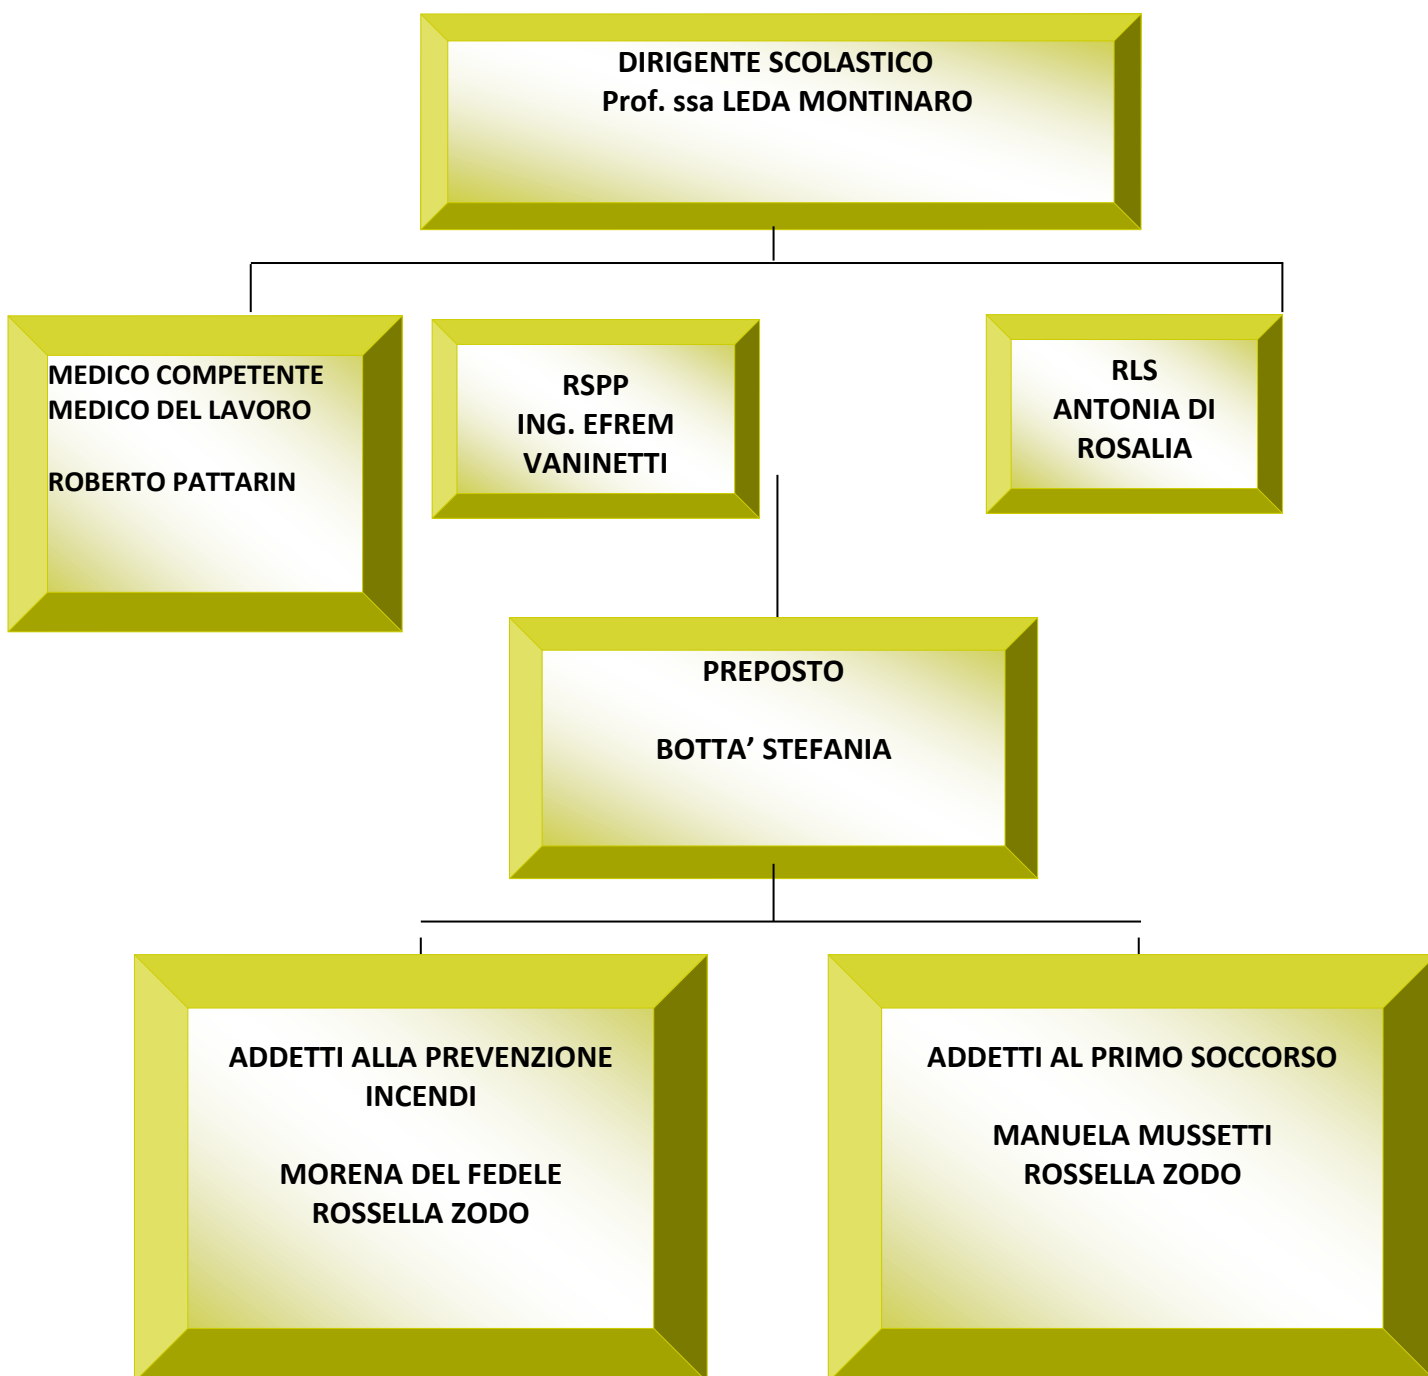 DIRIGENTE SCOLASTICO
Prof. ssa LEDA MONTINARO
MEDICO COMPETENTE
MEDICO DEL LAVORO
ROBERTO PATTARIN
RSPP
ING. EFREM
VANINETTI
RLS
ANTONIA DI
ROSALIA
PREPOSTO
BOTTA’ STEFANIA
ADDETTI ALLA PREVENZIONE
INCENDI
MORENA DEL FEDELE
ROSSELLA ZODO
ADDETTI AL PRIMO SOCCORSO
MANUELA MUSSETTI
ROSSELLA ZODO